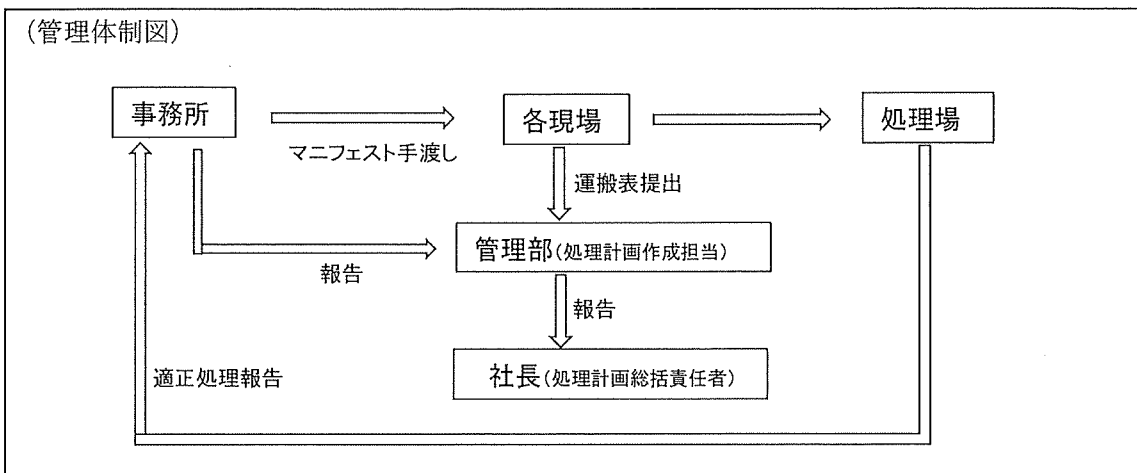 （管理体制図）
事務所
各現場
処理場
マニフェスト手渡し
運搬表提出
管理部（処理計画作成担当）
報告
報告
社長（処理計画総括責任者）
適正処理報告